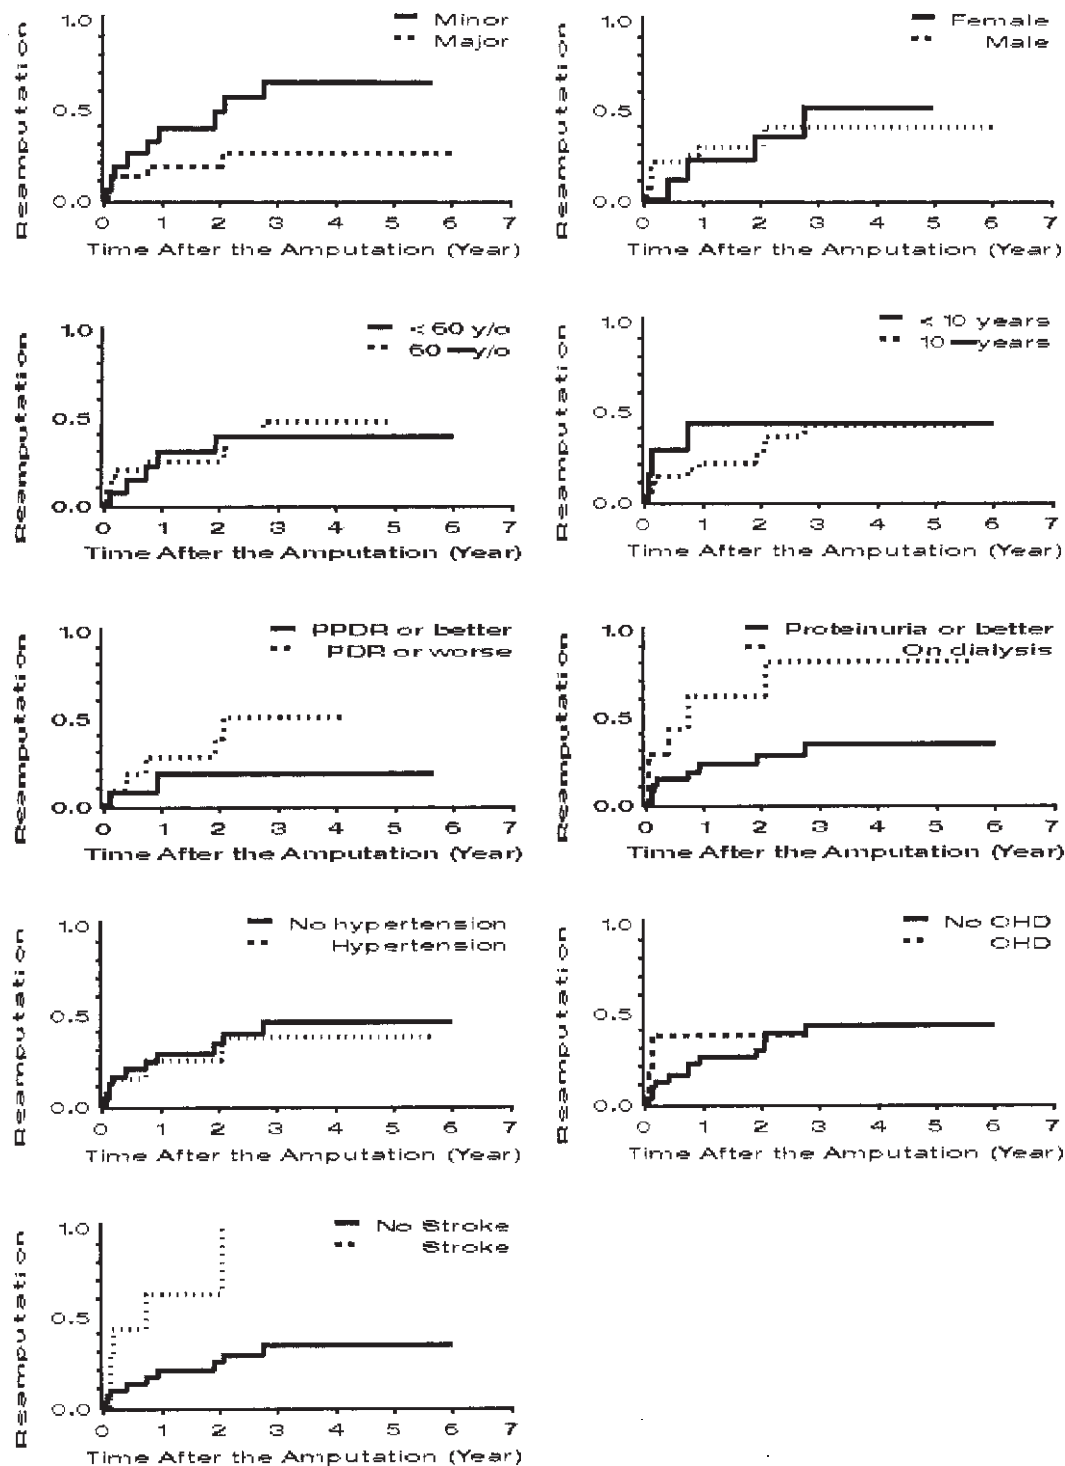 Reamputation
1.0
0.5
0.0
Minor
Major
0 1 2 3 4 5 6 7
Time After the Amputation (Year)
Reamputation
1.0
0.5
0.0
Female
Male
0 1 2 3 4 5 6 7
Time After the Amputation (Year)
Reamputation
1.0
0.5
0.0
< 60 y/o
60 — y/o
0 1 2 3 4 5 6 7
Time After the Amputation (Year)
Reamputation
1.0
0.5
0.0
< 10 years
10 — years
0 1 2 3 4 5 6 7
Time After the Amputation (Year)
Reamputation
1.0
0.5
0.0
PPDR or better
PDR or worse
0 1 2 3 4 5 6 7
Time After the Amputation (Year)
Reamputation
1.0
0.5
0.0
Proteinuria or better
On dialysis
0 1 2 3 4 5 6 7
Time After the Amputation (Year)
Reamputation
1.0
0.5
0.0
No hypertension
Hypertension
0 1 2 3 4 5 6 7
Time After the Amputation (Year)
Reamputation
1.0
0.5
0.0
No CHD
CHD
0 1 2 3 4 5 6 7
Time After the Amputation (Year)
Reamputation
1.0
0.5
0.0
No Stroke
Stroke
0 1 2 3 4 5 6 7
Time After the Amputation (Year)